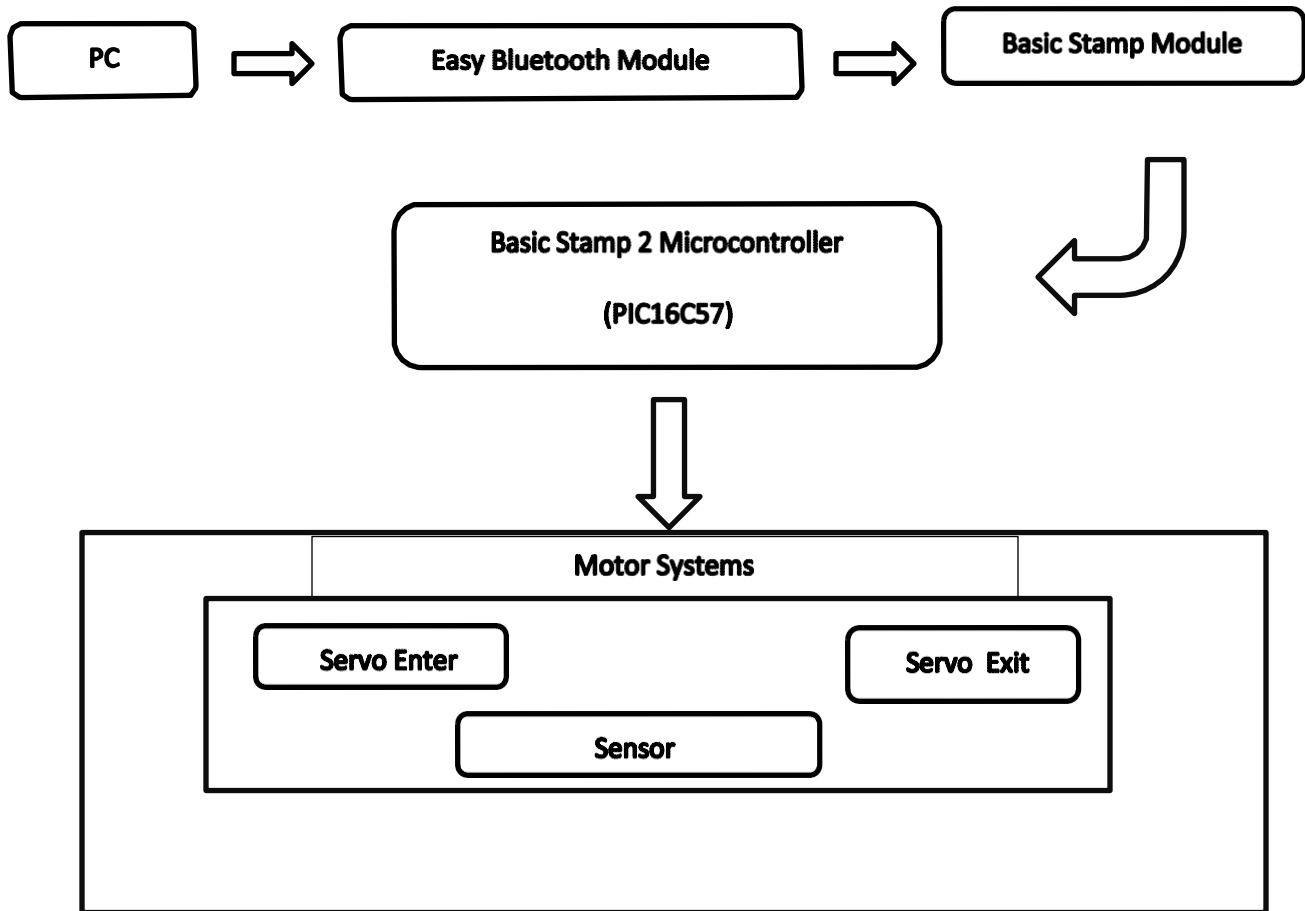 PC
Easy Bluetooth Module
Basic Stamp Module
Basic Stamp 2 Microcontroller
(PIC16C57)
Motor Systems
Servo Enter
Servo Exit
Sensor